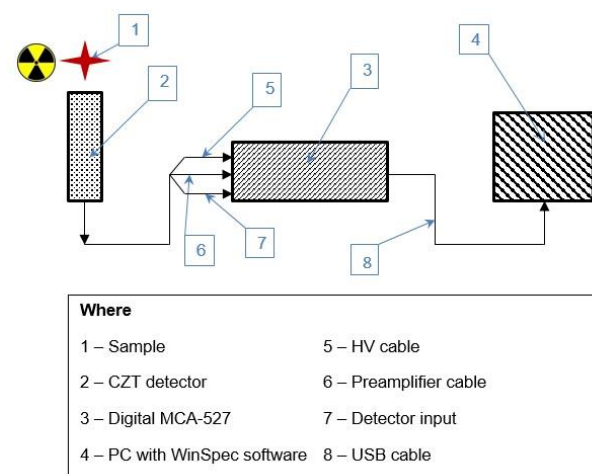 1
2
5
3
4
6
7
8
Where
1 – Sample
5 – HV cable
2 – CZT detector
6 – Preamplifier cable
3 – Digital MCA-527
7 – Detector input
4 – PC with WinSpec software
8 – USB cable